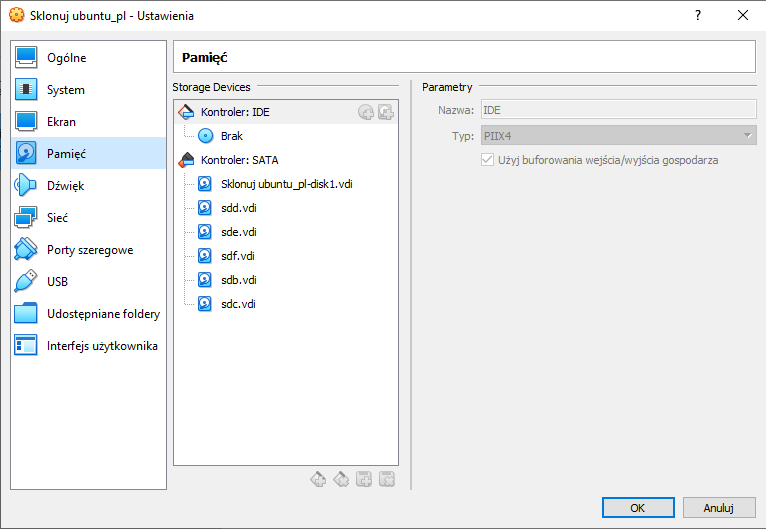 Sklonuj ubuntu_pl - Ustawienia
Ogólne
System
Ekran
Pamięć
Dźwięk
Sieć
Porty szeregowe
USB
Udostępniane foldery
Interfejs użytkownika
Pamięć
Storage Devices
Kontroler: IDE
Brak
Kontroler: SATA
Sklonuj ubuntu_pl-disk1.vdi
sdd.vdi
sde.vdi
sdf.vdi
sdb.vdi
sdc.vdi
Parametry
Nazwa: IDE
Typ: PIIX4
Użyj buforowania wejścia/wyjścia gospodarza
OK Anuluj